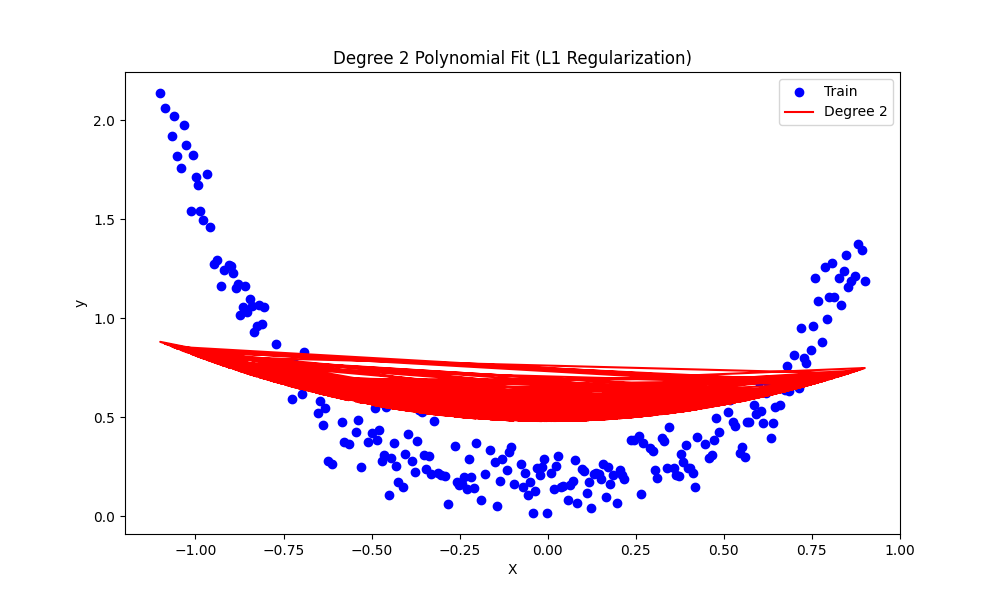 Degree 2 Polynomial Fit (L1 Regularization)
Train
Degree 2
2.0
1.5
1.0
0.5
0.0
y
−1.00 −0.75 −0.50 −0.25 0.00 0.25 0.50 0.75 1.00
X